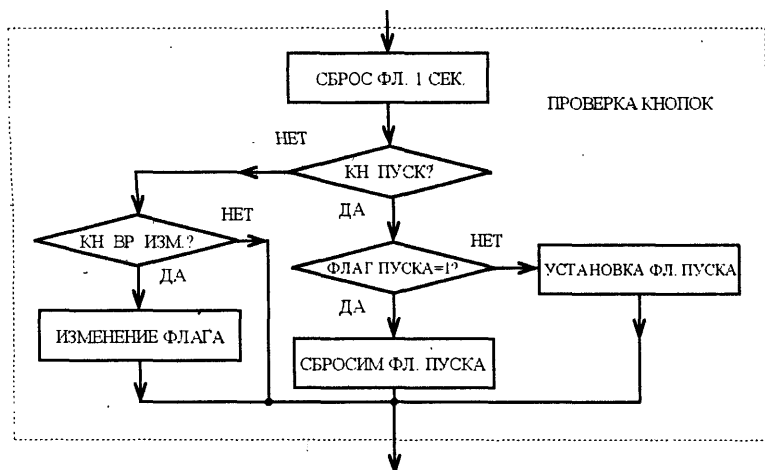 СБРОС ФЛ. 1 СЕК.
ПРОВЕРКА КНОПОК
НЕТ
КН ПУСК?
ДА
КН ВР ИЗМ.?
НЕТ
ФЛАГ ПУСКА=1?
НЕТ
УСТАНОВКА ФЛ. ПУСКА
ДА
ДА
ИЗМЕНЕНИЕ ФЛАГА
СБРОСИМ ФЛ. ПУСКА